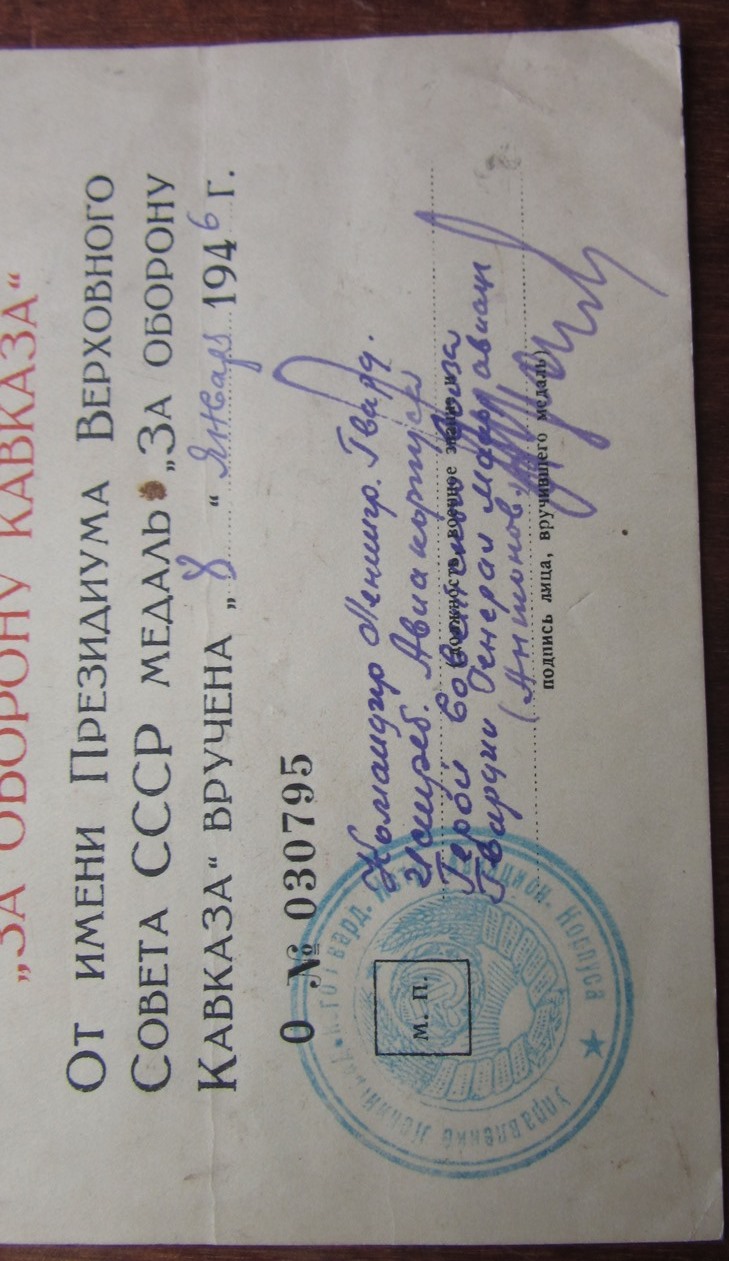 „ЗА ОБОРОНУ КАВКАЗА“
От имени Президиума Верховного
Совета СССР медаль „За оборону
Кавказа“ вручена „8“ января 1946 г.
О № 030795
Командир Ленингр. Гвард.
Истреб. Авиакорпуса
Герой Советского Союза
(должность, военное звание и
Гвардии Генерал Майор авиации
(Антонов)
подпись лица, вручившего медаль)
М. П.
Управление Гвард. Корпуса